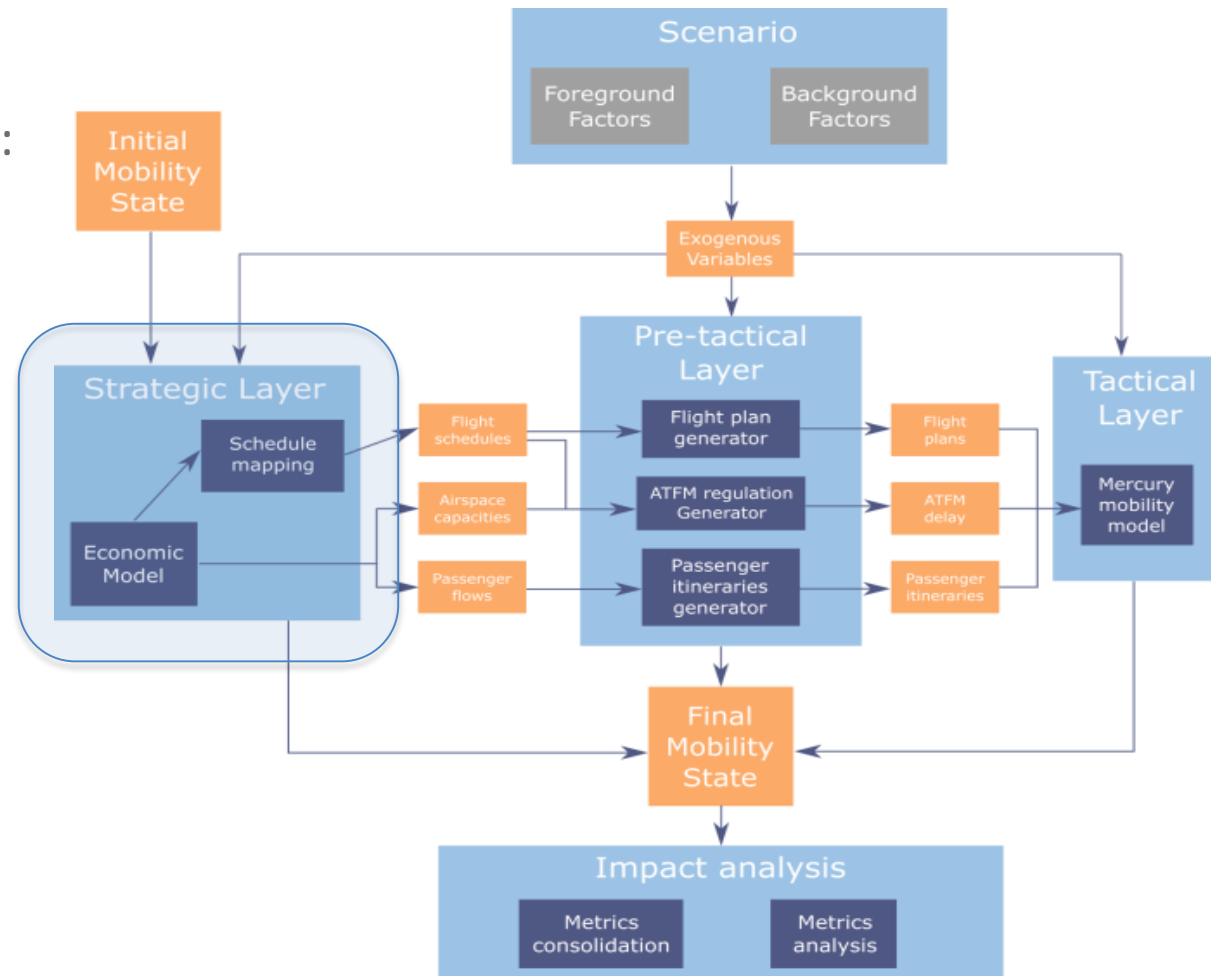 Scenario
Foreground
Factors
Background
Factors
:
Initial
Mobility
State
Exogenous
Variables
Strategic Layer
Schedule
mapping
Economic
Model
Flight
schedules
Airspace
capacities
Passenger
flows
Pre-tactical
Layer
Flight plan
generator
ATFM regulation
Generator
Passenger
itineraries
generator
Flight
plans
ATFM
delay
Passenger
itineraries
Tactical
Layer
Mercury
mobility
model
Final
Mobility
State
Impact analysis
Metrics
consolidation
Metrics
analysis